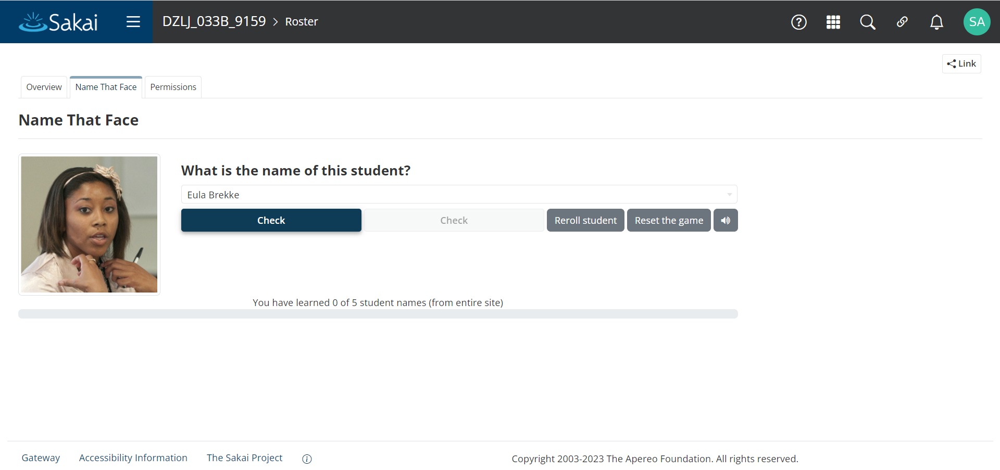 Sakai
DZLJ_033B_9159 > Roster
SA
Link
Overview
Name That Face
Permissions
Name That Face
What is the name of this student?
Eula Brekke
Check
Check
Reroll student
Reset the game
You have learned 0 of 5 student names (from entire site)
Gateway
Accessibility Information
The Sakai Project
Copyright 2003-2023 The Apereo Foundation. All rights reserved.